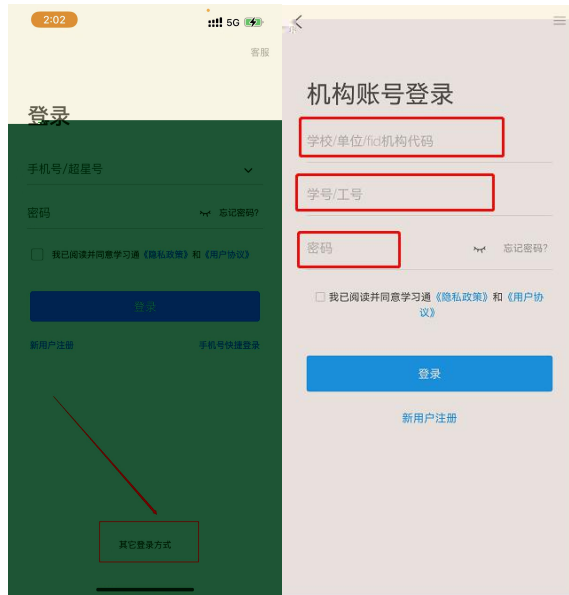 2:02
5G
客服
登录
手机号/超星号
密码
忘记密码?
我已阅读并同意学习通《隐私政策》和《用户协议》
登录
新用户注册
手机号快捷登录
其它登录方式
机构账号登录
学校/单位/fid机构代码
学号/工号
密码
忘记密码?
我已阅读并同意学习通《隐私政策》和《用户协
议》
登录
新用户注册